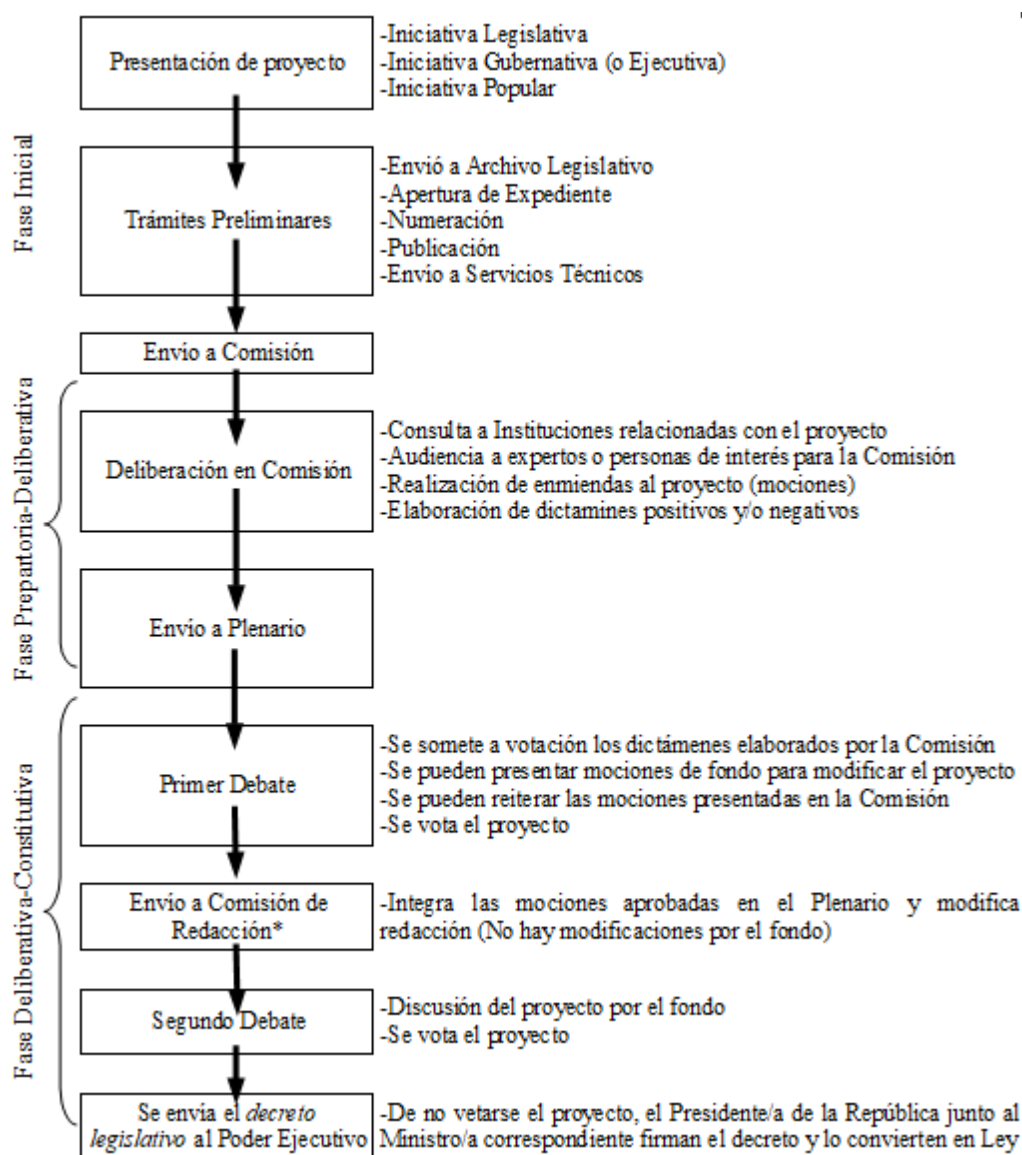 Presentación de proyecto
-Iniciativa Legislativa
-Iniciativa Gubernativa (o Ejecutiva)
-Iniciativa Popular
Fase Inicial
Trámites Preliminares
-Envió a Archivo Legislativo
-Apertura de Expediente
-Numeración
-Publicación
-Envío a Servicios Técnicos
Envío a Comisión
Fase Prepartoria-Deliberativa
Deliberación en Comisión
-Consulta a Instituciones relacionadas con el proyecto
-Audiencia a expertos o personas de interés para la Comisión
-Realización de enmiendas al proyecto (mociones)
-Elaboración de dictamines positivos y/o negativos
Envío a Plenario
Fase Deliberativa-Constitutiva
Primer Debate
-Se somete a votación los dictámenes elaborados por la Comisión
-Se pueden presentar mociones de fondo para modificar el proyecto
-Se pueden reiterar las mociones presentadas en la Comisión
-Se vota el proyecto
Envío a Comisión de
Redacción*
-Integra las mociones aprobadas en el Plenario y modifica
redacción (No hay modificaciones por el fondo)
Segundo Debate
-Discusión del proyecto por el fondo
-Se vota el proyecto
Se envía el decreto
legislativo al Poder Ejecutivo
-De no vetarse el proyecto, el Presidente/a de la República junto al
Ministro/a correspondiente firman el decreto y lo convierten en Ley